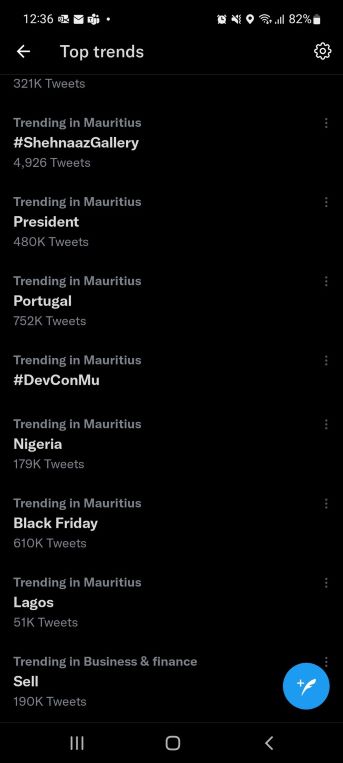 12:36 82%
Top trends
321K Tweets
Trending in Mauritius
#ShehnaazGallery
4,926 Tweets
Trending in Mauritius
President
480K Tweets
Trending in Mauritius
Portugal
752K Tweets
Trending in Mauritius
#DevConMu
Trending in Mauritius
Nigeria
179K Tweets
Trending in Mauritius
Black Friday
610K Tweets
Trending in Mauritius
Lagos
51K Tweets
Trending in Business & finance
Sell
190K Tweets